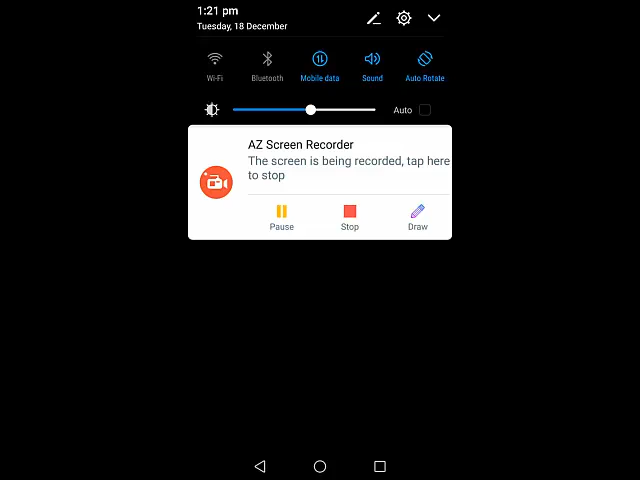 1:21 pm
Tuesday, 18 December
Wi-Fi Bluetooth Mobile data Sound Auto Rotate
Auto
AZ Screen Recorder
The screen is being recorded, tap here
to stop
Pause Stop Draw